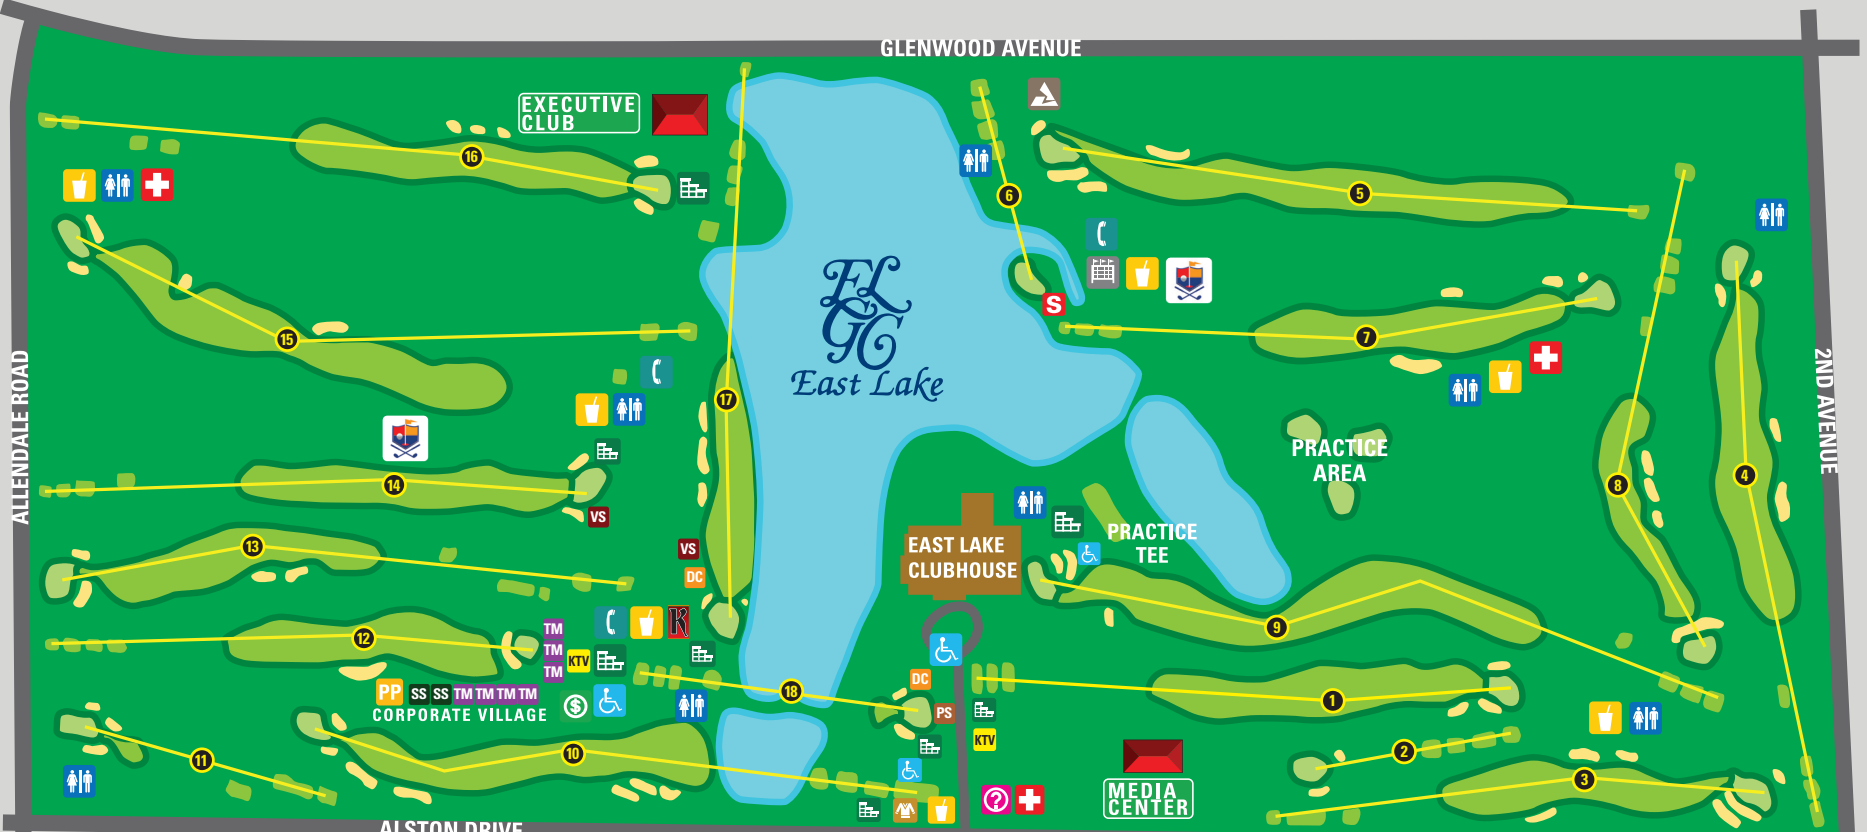 GLENWOOD AVENUE
EXECUTIVE
CLUB
16
17
6
5
15
7
ELGC
East Lake
ALLENDALE ROAD
2ND AVENUE
S
14
VS
PRACTICE
AREA
8
4
13
VS
DC
EAST LAKE
CLUBHOUSE
PRACTICE
TEE
12
TM
TM
TM
KTV
K
9
PP
SS
SS
TM
TM
TM
TM
$
CORPORATE VILLAGE
18
DC
PS
KTV
1
11
10
2
3
?
MEDIA
CENTER
ALSTON DRIVE